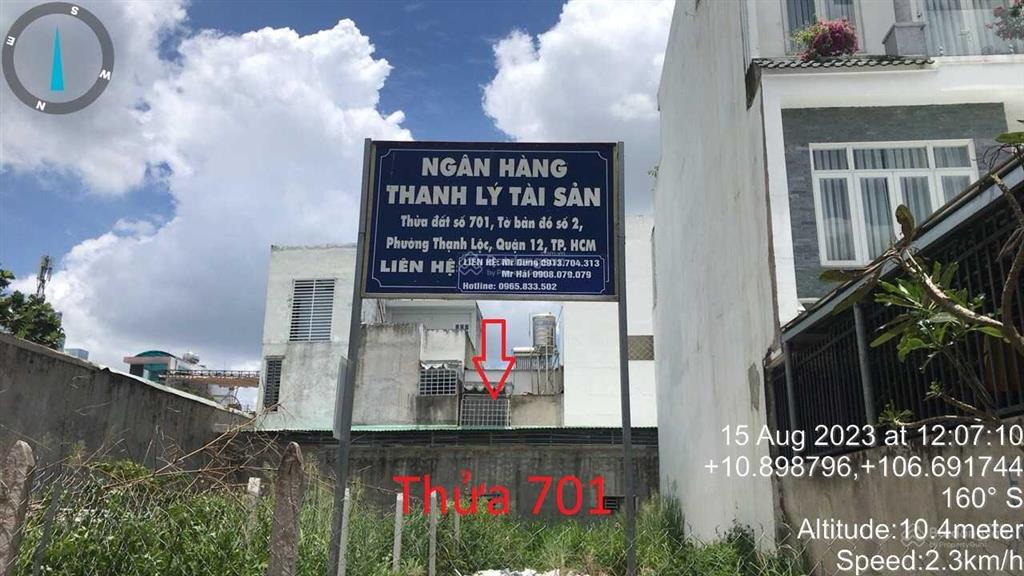 S
E
W
N
NGÂN HÀNG
THANH LÝ TÀI SẢN
Thửa đất số 701, Tờ bản đồ số 2,
Phường Thạnh Lộc, Quận 12, TP. HCM
LIÊN HỆ:
LIÊN HỆ: Mr Dung 0913.704.313
Mr Hải 0908.070.079
Hotline: 0965.833.502
Thửa 701
15 Aug 2023 at 12:07:10
+10.898796,+106.691744
160° S
Altitude:10.4meter
Speed:2.3km/h